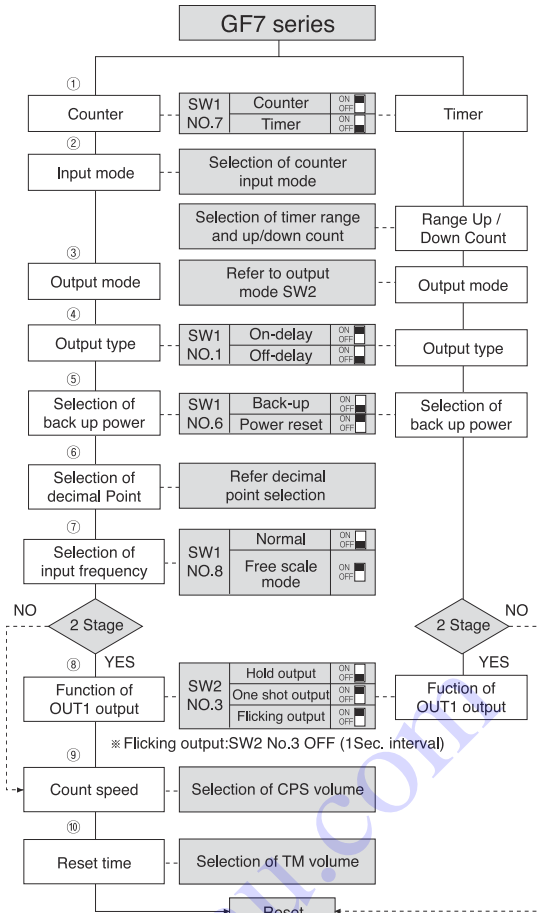 GF7 series
①
Counter
SW1
NO.7
Counter
Timer
ON
OFF
ON
OFF
Timer
②
Input mode
Selection of counter
input mode
Selection of timer range
and up/down count
Range Up /
Down Count
③
Output mode
Refer to output
mode SW2
Output mode
④
Output type
SW1
NO.1
On-delay
Off-delay
ON
OFF
ON
OFF
Output type
⑤
Selection of
back up power
SW1
NO.6
Back-up
Power reset
ON
OFF
ON
OFF
Selection of
back up power
⑥
Selection of
decimal Point
Refer decimal
point selection
⑦
Selection of
input frequency
SW1
NO.8
Normal
Free scale
mode
ON
OFF
ON
OFF
NO
2 Stage
YES
2 Stage
NO
YES
⑧
Function of
OUT1 output
SW2
NO.3
Hold output
One shot output
Flicking output
ON
OFF
ON
OFF
ON
OFF
Fuction of
OUT1 output
※ Flicking output:SW2 No.3 OFF (1Sec. interval)
⑨
Count speed
Selection of CPS volume
⑩
Reset time
Selection of TM volume
Reset